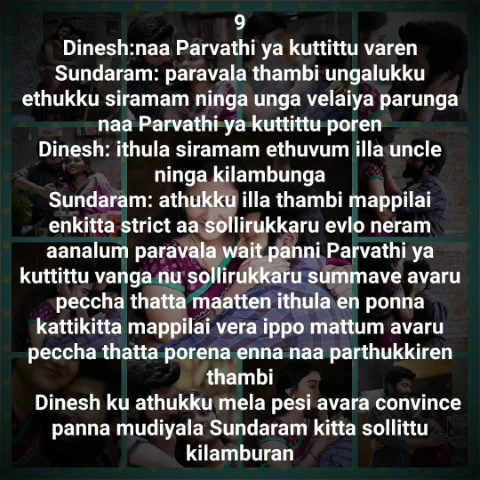 9
Dinesh:naa Parvathi ya kuttittu varen
Sundaram: paravala thambi ungalukku
ethukku siramam ninga unga velaiya parunga
naa Parvathi ya kuttittu poren
Dinesh: ithula siramam ethuvum illa uncle
ninga kilambunga
Sundaram: athukku illa thambi mappilai
enkitta strict aa sollirukkaru evlo neram
aanalum paravala wait panni Parvathi ya
kuttittu vanga nu sollirukkaru summave avaru
peccha thatta maatten ithula en ponna
kattikitta mappilai vera ippo mattum avaru
peccha thatta porena enna naa parthukkiren
thambi
Dinesh ku athukku mela pesi avara convince
panna mudiyala Sundaram kitta sollittu
kilamburan